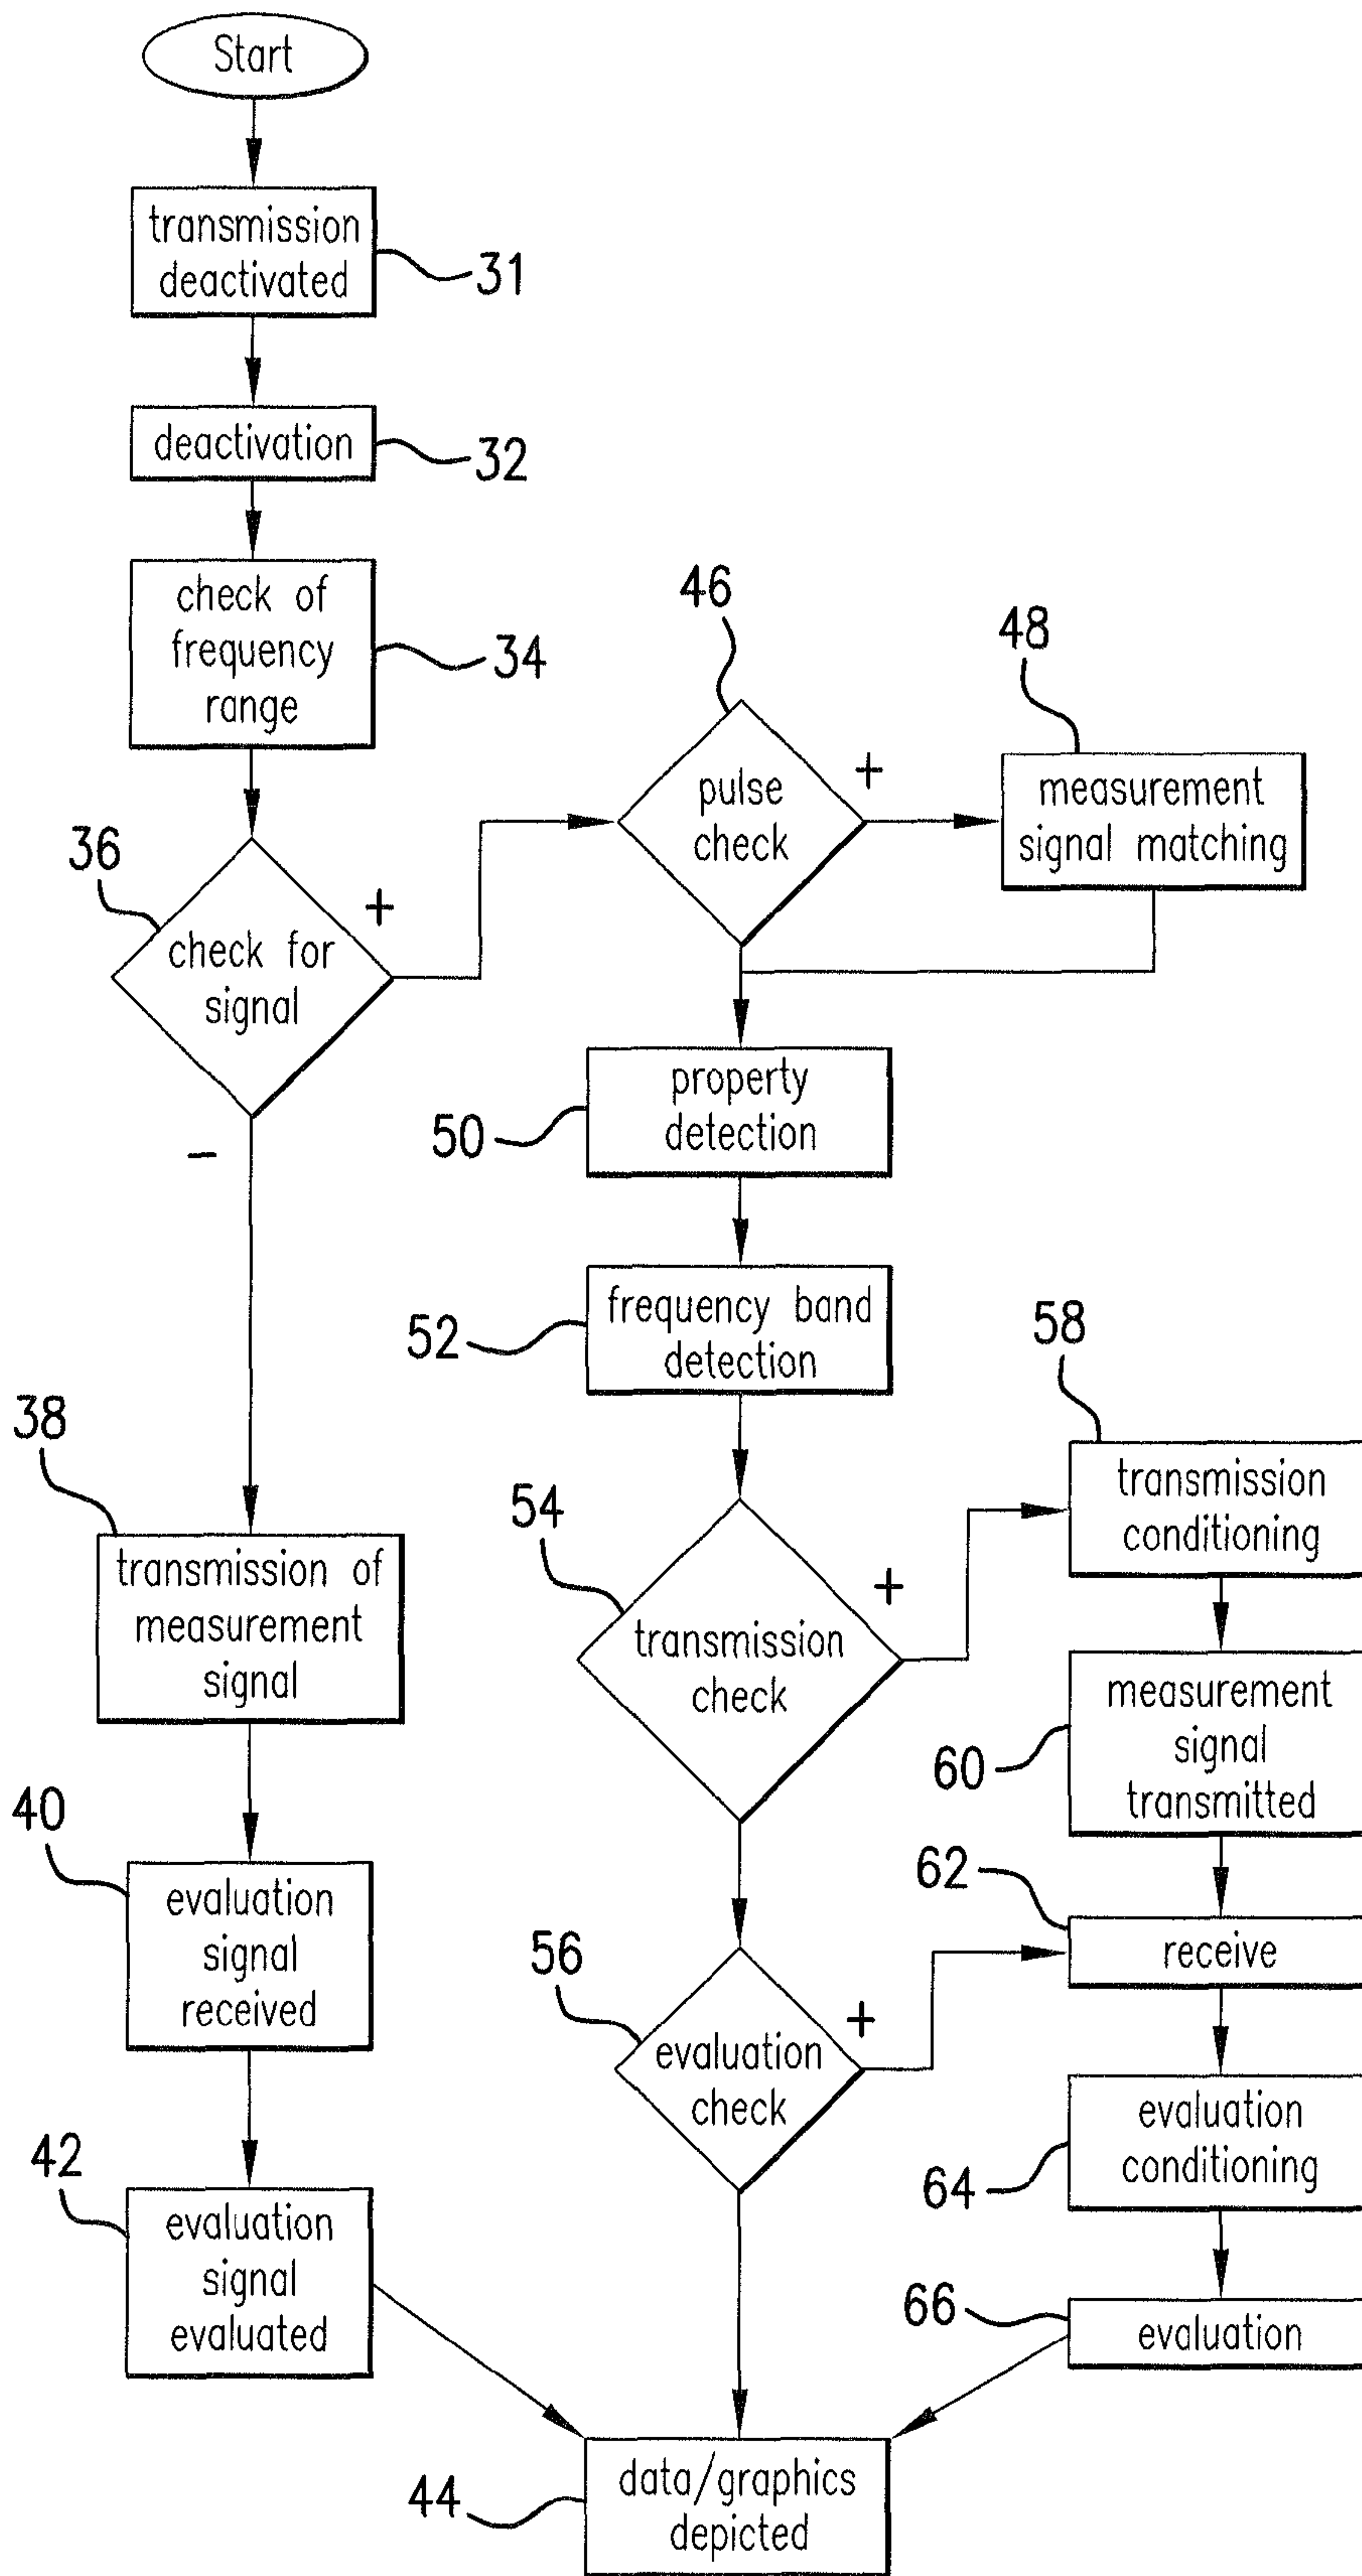 Start
transmission
deactivated
31
deactivation
32
check of
frequency
range
34
36
check for
signal
+
-
46
pulse
check
+
48
measurement
signal matching
50
property
detection
52
frequency band
detection
54
transmission
check
+
58
transmission
conditioning
60
measurement
signal
transmitted
38
transmission of
measurement
signal
40
evaluation
signal
received
42
evaluation
signal
evaluated
56
evaluation
check
+
62
receive
64
evaluation
conditioning
66
evaluation
44
data/graphics
depicted